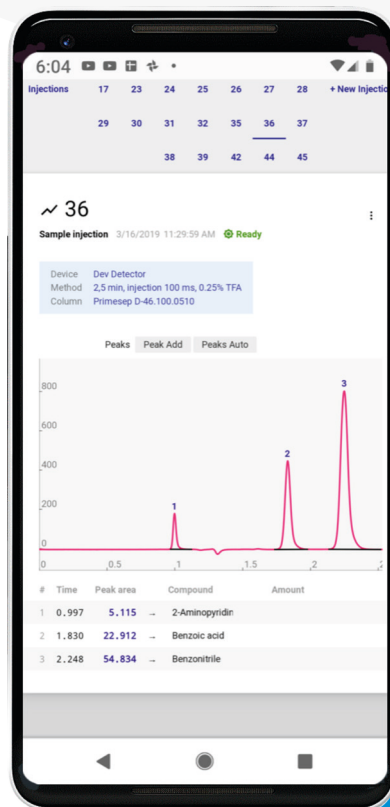 6:04
Injections 17 23 24 25 26 27 28 + New Injectio
29 30 31 32 35 36 37
38 39 42 44 45
36
Sample injection 3/16/2019 11:29:59 AM Ready
Device Dev Detector
Method 2,5 min, injection 100 ms, 0.25% TFA
Column Primesep D-46.100.0510
Peaks Peak Add Peaks Auto
800
600
400
200
0
1
2
3
0 0.5 1 1.5 2 2
# Time Peak area Compound Amount
1 0.997 5.115 → 2-Aminopyridin
2 1.830 22.912 → Benzoic acid
3 2.248 54.834 → Benzonitrile